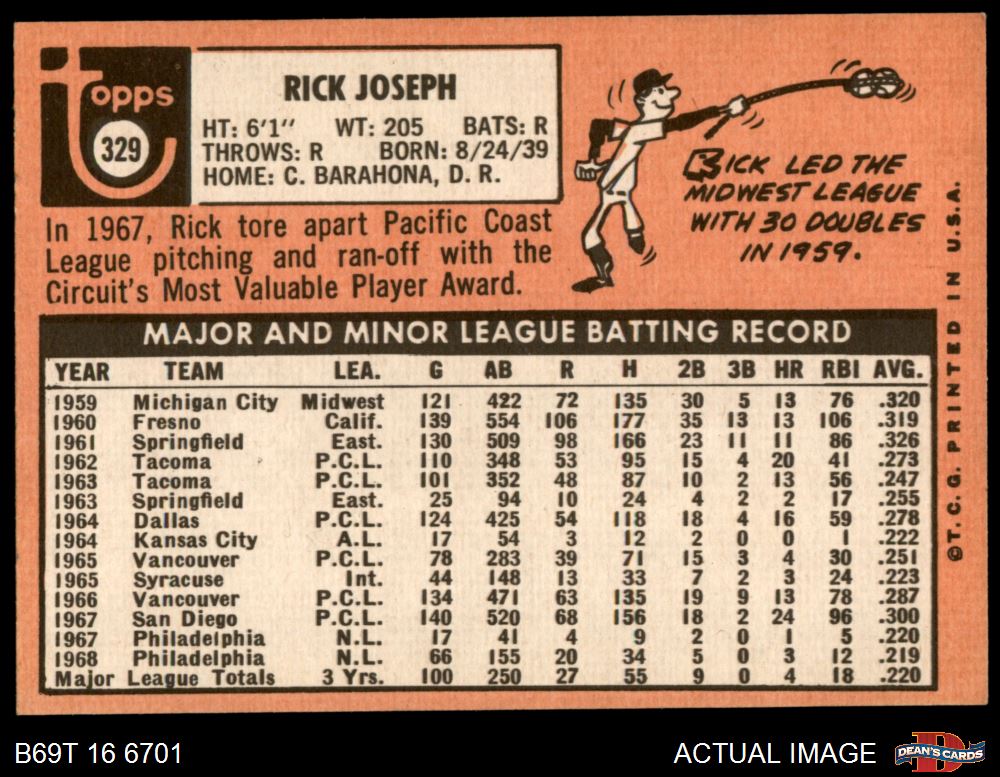 topps
329
RICK JOSEPH
HT: 6'1" WT: 205 BATS: R
THROWS: R BORN: 8/24/39
HOME: C. BARAHONA, D. R.
In 1967, Rick tore apart Pacific Coast
League pitching and ran-off with the
Circuit's Most Valuable Player Award.
RICK LED THE
MIDWEST LEAGUE
WITH 30 DOUBLES
IN 1959.
MAJOR AND MINOR LEAGUE BATTING RECORD
YEAR TEAM LEA. G AB R H 2B 3B HR RBI AVG.
1959 Michigan City Midwest 121 422 72 135 30 5 13 76 .320
1960 Fresno Calif. 139 554 106 177 35 13 13 106 .319
1961 Springfield East. 130 509 98 166 23 11 11 86 .326
1962 Tacoma P.C.L. 110 348 53 95 15 4 20 41 .273
1963 Tacoma P.C.L. 101 352 48 87 10 2 13 56 .247
1963 Springfield East. 25 94 10 24 4 2 2 17 .255
1964 Dallas P.C.L. 124 425 54 118 18 4 16 59 .278
1964 Kansas City A.L. 17 54 3 12 2 0 0 1 .222
1965 Vancouver P.C.L. 78 283 39 71 15 3 4 30 .251
1965 Syracuse Int. 44 148 13 33 7 2 3 24 .223
1966 Vancouver P.C.L. 134 471 63 135 19 9 13 78 .287
1967 San Diego P.C.L. 140 520 68 156 18 2 24 96 .300
1967 Philadelphia N.L. 17 41 4 9 2 0 1 5 .220
1968 Philadelphia N.L. 66 155 20 34 5 0 3 12 .219
Major League Totals 3 Yrs. 100 250 27 55 9 0 4 18 .220
©T.C.G. PRINTED IN U.S.A.
B69T 16 6701
ACTUAL IMAGE
D
DEAN'S CARDS